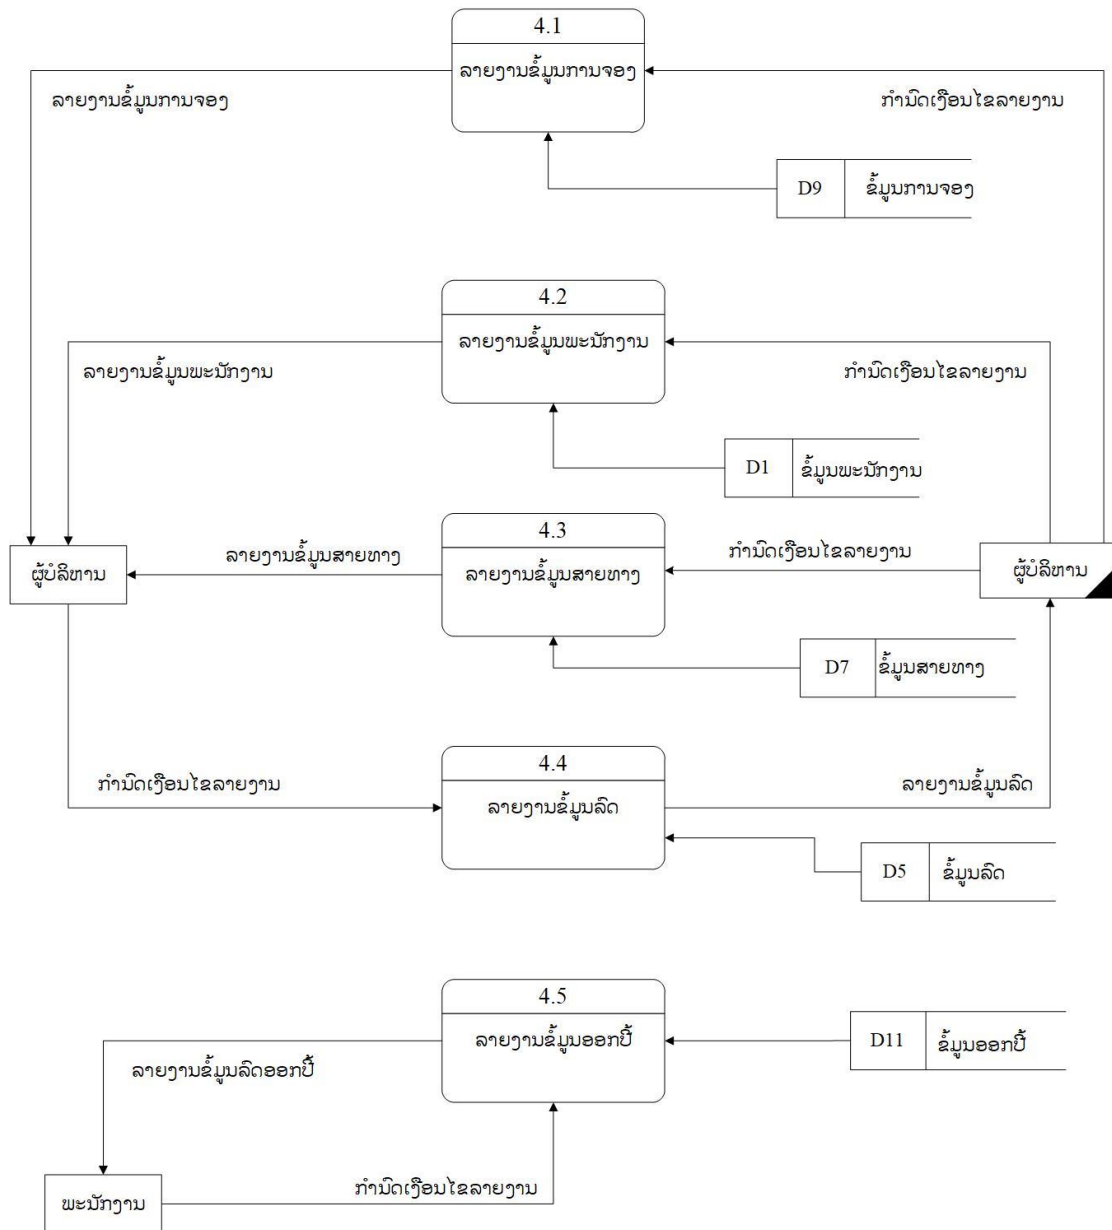 4.1
ລາຍງານຂໍ້ມູນການຈອງ
ລາຍງານຂໍ້ມູນການຈອງ
ກຳນົດເງື່ອນໄຂລາຍງານ
D9
ຂໍ້ມູນການຈອງ
4.2
ລາຍງານຂໍ້ມູນພະນັກງານ
ລາຍງານຂໍ້ມູນພະນັກງານ
ກຳນົດເງື່ອນໄຂລາຍງານ
D1
ຂໍ້ມູນພະນັກງານ
4.3
ລາຍງານຂໍ້ມູນສາຍທາງ
ກຳນົດເງື່ອນໄຂລາຍງານ
ຜູ້ບໍລິຫານ
ລາຍງານຂໍ້ມູນສາຍທາງ
ຜູ້ບໍລິຫານ
D7
ຂໍ້ມູນສາຍທາງ
4.4
ກຳນົດເງື່ອນໄຂລາຍງານ
ລາຍງານຂໍ້ມູນລົດ
ລາຍງານຂໍ້ມູນລົດ
D5
ຂໍ້ມູນລົດ
4.5
ລາຍງານຂໍ້ມູນອອກປີ້
D11
ຂໍ້ມູນອອກປີ້
ລາຍງານຂໍ້ມູນລົດອອກປີ້
ພະນັກງານ
ກຳນົດເງື່ອນໄຂລາຍງານ